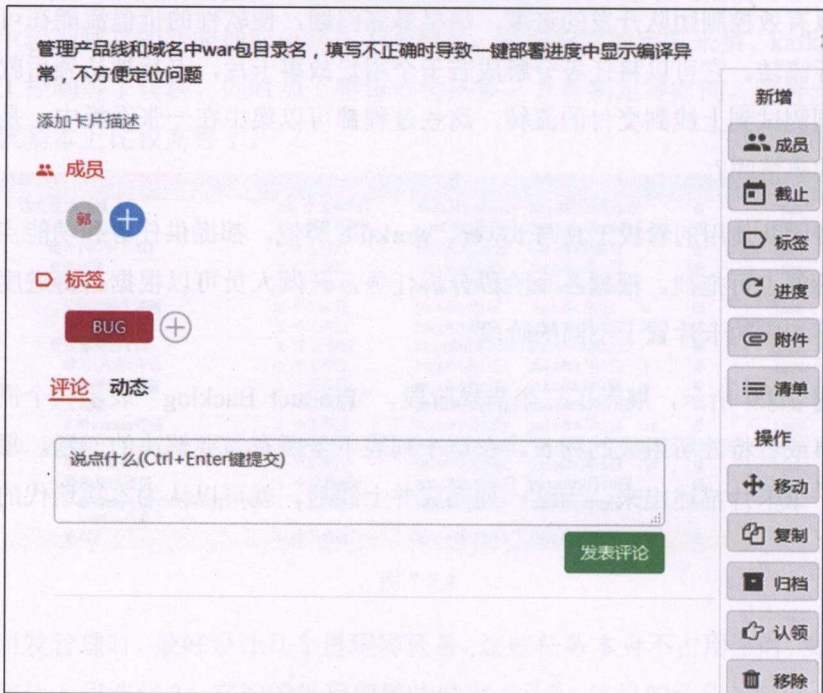 管理产品线和域名中war包目录名，填写不正确时导致一键部署进度中显示编译异
常，不方便定位问题
添加卡片描述
成员
郭
标签
BUG
评论 动态
说点什么(Ctrl+Enter键提交)
发表评论
新增
成员
截止
标签
进度
附件
清单
操作
移动
复制
归档
认领
移除